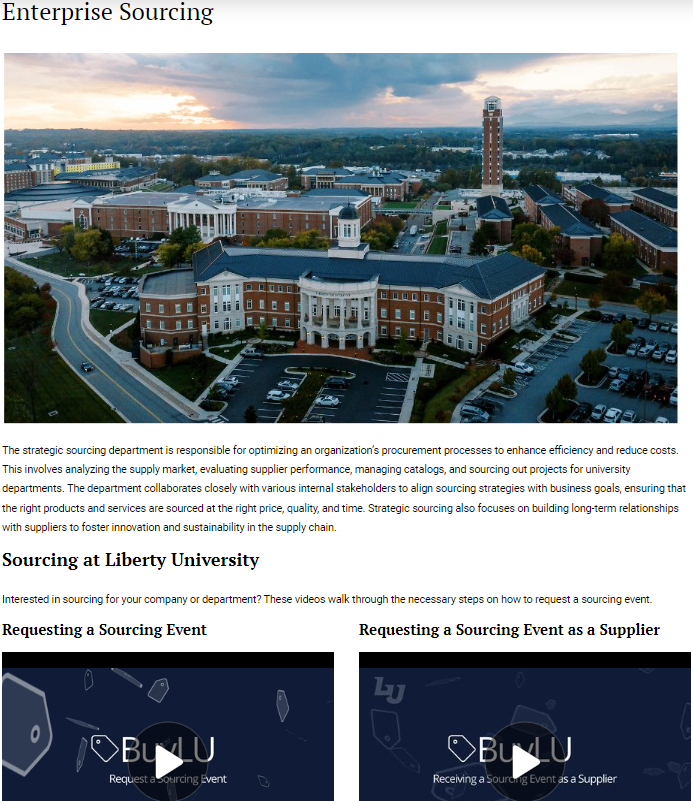 Enterprise Sourcing
The strategic sourcing department is responsible for optimizing an organization’s procurement processes to enhance efficiency and reduce costs.
This involves analyzing the supply market, evaluating supplier performance, managing catalogs, and sourcing out projects for university
departments. The department collaborates closely with various internal stakeholders to align sourcing strategies with business goals, ensuring that
the right products and services are sourced at the right price, quality, and time. Strategic sourcing also focuses on building long-term relationships
with suppliers to foster innovation and sustainability in the supply chain.
Sourcing at Liberty University
Interested in sourcing for your company or department? These videos walk through the necessary steps on how to request a sourcing event.
Requesting a Sourcing Event
Requesting a Sourcing Event as a Supplier
BuyLU
Request a Sourcing Event
LU
BuyLU
Receiving a Sourcing Event as a Supplier